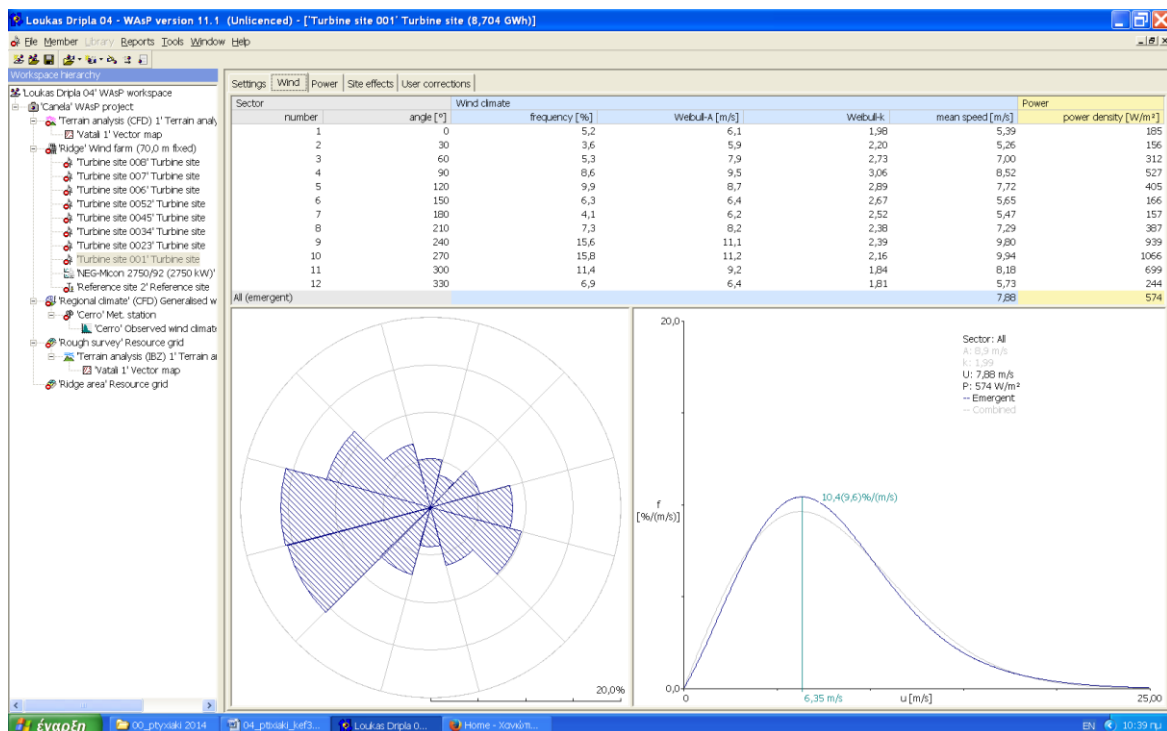 Loukas Dripla 04 - WAsP version 11.1 (Unlicenced) - ['Turbine site 001' Turbine site (8,704 GWh)]
File Member Library Reports Tools Window Help
Workspace hierarchy
'Loukas Dripla 04' WAsP workspace
'Canela' WAsP project
'Terrain analysis (CFD) 1' Terrain analy
'Vatali 1' Vector map
'Ridge' Wind farm (70,0 m fixed)
'Turbine site 008' Turbine site
'Turbine site 007' Turbine site
'Turbine site 006' Turbine site
'Turbine site 0052' Turbine site
'Turbine site 0045' Turbine site
'Turbine site 0034' Turbine site
'Turbine site 0023' Turbine site
'Turbine site 001' Turbine site
'NEG-Micon 2750/92 (2750 kW)'
'Reference site 2' Reference site
'Regional climate' (CFD) Generalised w
'Cerro' Met. station
'Cerro' Observed wind climat
'Rough survey' Resource grid
'Terrain analysis (IBZ) 1' Terrain a
'Vatali 1' Vector map
'Ridge area' Resource grid
Settings Wind Power Site effects User corrections
Sector Wind climate Power
number angle [°] frequency [%] Weibull-A [m/s] Weibull-k mean speed [m/s] power density [W/m²]
1 0 5,2 6,1 1,98 5,39 185
2 30 3,6 5,9 2,20 5,26 156
3 60 5,3 7,9 2,73 7,00 312
4 90 8,6 9,5 3,06 8,52 527
5 120 9,9 8,7 2,89 7,72 405
6 150 6,3 6,4 2,67 5,65 166
7 180 4,1 6,2 2,52 5,47 157
8 210 7,3 8,2 2,38 7,29 387
9 240 15,6 11,1 2,39 9,80 939
10 270 15,8 11,2 2,16 9,94 1066
11 300 11,4 9,2 1,84 8,18 699
12 330 6,9 6,4 1,81 5,73 244
All (emergent) 7,88 574
20,0%
20,0
Sector: All
A: 8,9 m/s
k: 1,99
U: 7,88 m/s
P: 574 W/m²
-- Emergent
-- Combined
10,4(9,6)%/(m/s)
f
[%/(m/s)]
0,0
0 6,35 m/s u [m/s] 25,00
έναρξη 00_ptyxiaki 2014 04_ptixiaki_kef3... Loukas Dripla 0... Home - Χανιώτ... EN 10:39 πμ